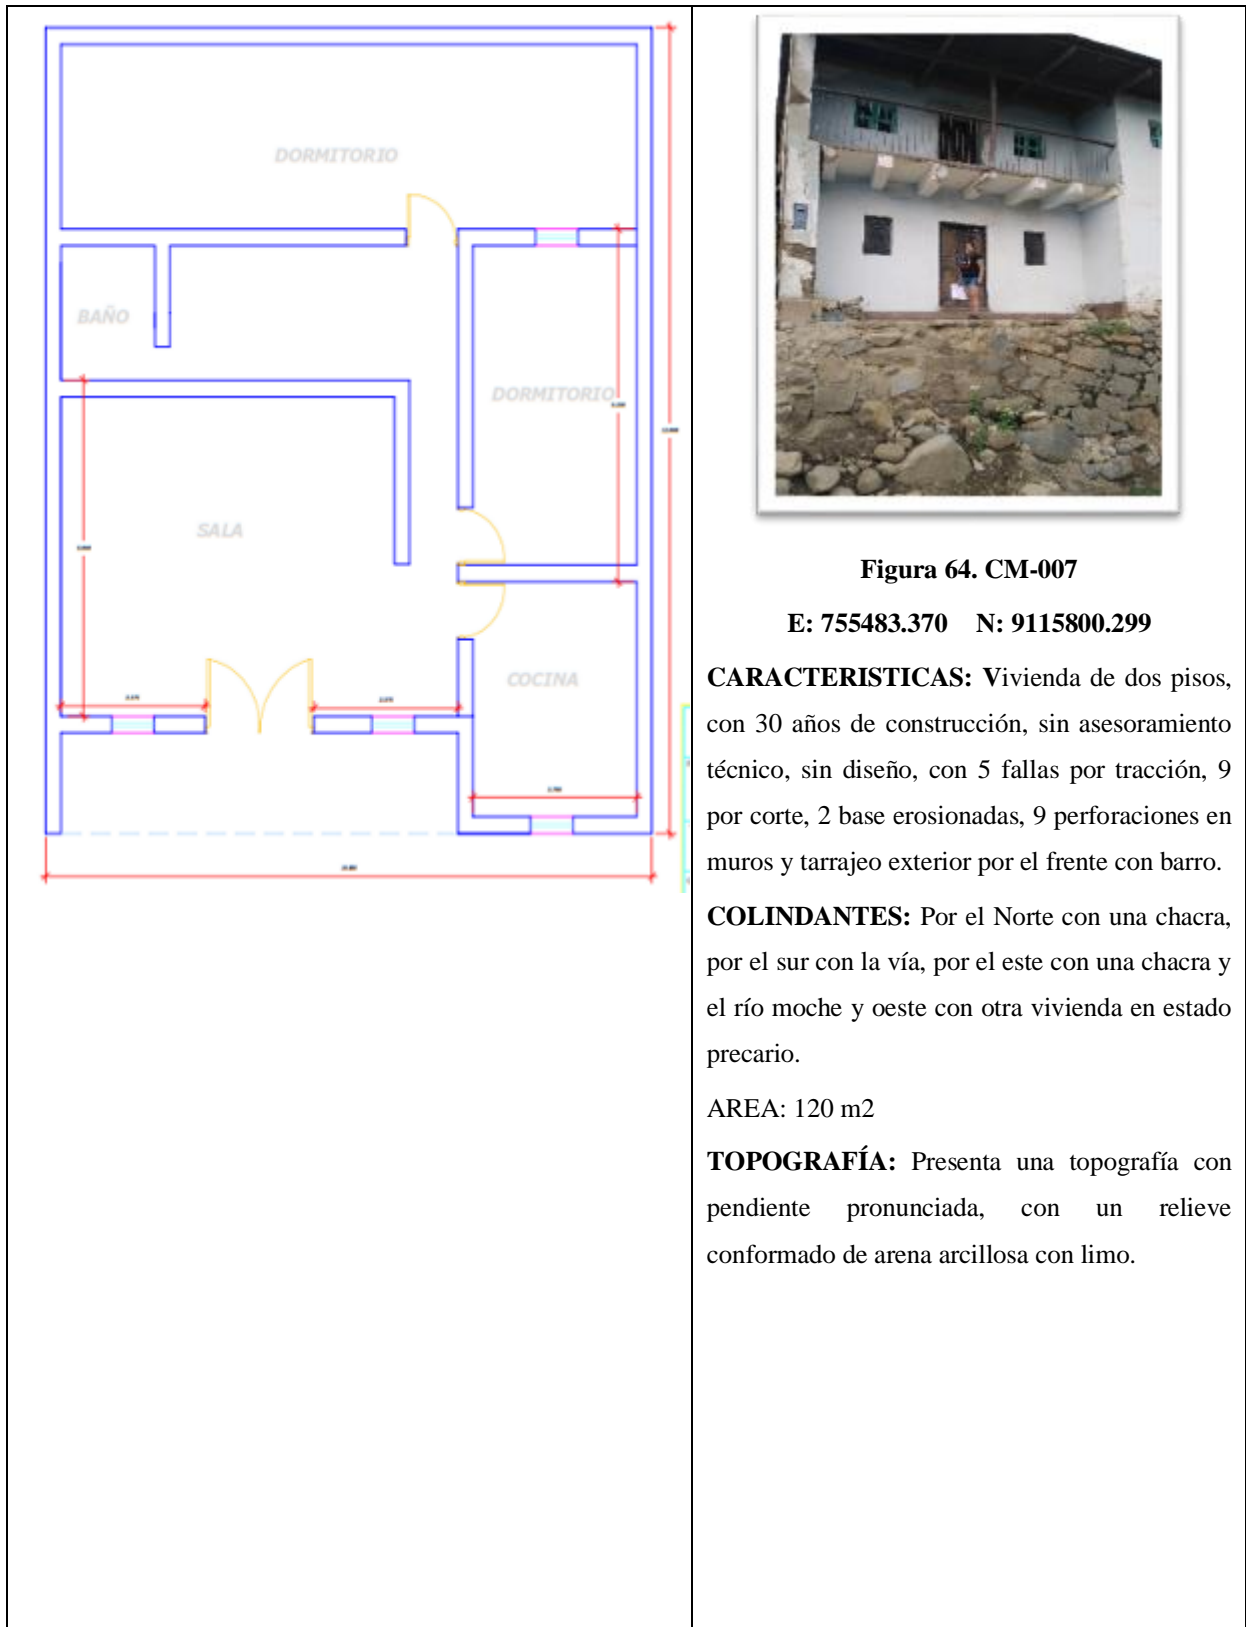 DORMITORIO
BAÑO
DORMITORIO
SALA
COCINA
Figura 64. CM-007
E: 755483.370 N: 9115800.299
CARACTERISTICAS: Vivienda de dos pisos,
con 30 años de construcción, sin asesoramiento
técnico, sin diseño, con 5 fallas por tracción, 9
por corte, 2 base erosionadas, 9 perforaciones en
muros y tarrajeo exterior por el frente con barro.
COLINDANTES: Por el Norte con una chacra,
por el sur con la vía, por el este con una chacra y
el río moche y oeste con otra vivienda en estado
precario.
AREA: 120 m2
TOPOGRAFÍA: Presenta una topografía con
pendiente pronunciada, con un relieve
conformado de arena arcillosa con limo.